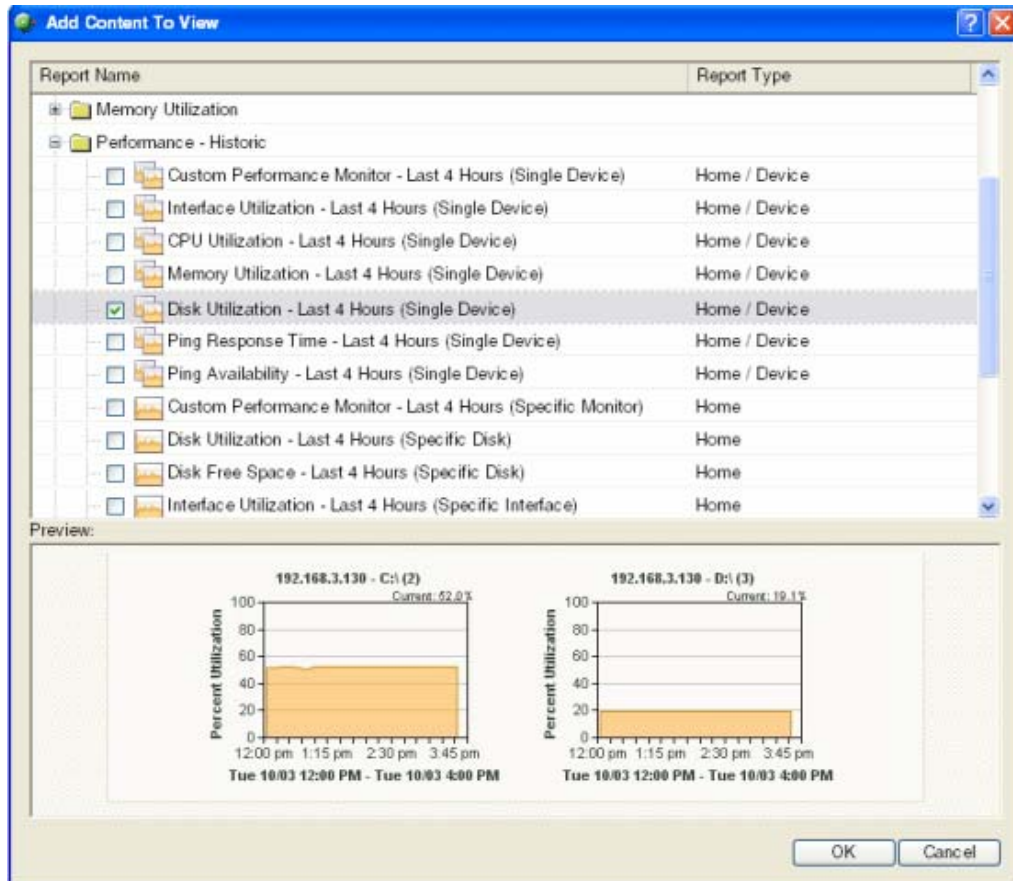 Add Content To View
Report Name Report Type
Memory Utilization
Performance - Historic
Custom Performance Monitor - Last 4 Hours (Single Device) Home / Device
Interface Utilization - Last 4 Hours (Single Device) Home / Device
CPU Utilization - Last 4 Hours (Single Device) Home / Device
Memory Utilization - Last 4 Hours (Single Device) Home / Device
Disk Utilization - Last 4 Hours (Single Device) Home / Device
Ping Response Time - Last 4 Hours (Single Device) Home / Device
Ping Availability - Last 4 Hours (Single Device) Home / Device
Custom Performance Monitor - Last 4 Hours (Specific Monitor) Home
Disk Utilization - Last 4 Hours (Specific Disk) Home
Disk Free Space - Last 4 Hours (Specific Disk) Home
Interface Utilization - Last 4 Hours (Specific Interface) Home
Preview:
192.168.3.130 - C:\ (2)
Current: 52.0%
Percent Utilization
100
80
60
40
20
0
12:00 pm 1:15 pm 2:30 pm 3:45 pm
Tue 10/03 12:00 PM - Tue 10/03 4:00 PM
192.168.3.130 - D:\ (3)
Current: 19.1%
Percent Utilization
100
80
60
40
20
0
12:00 pm 1:15 pm 2:30 pm 3:45 pm
Tue 10/03 12:00 PM - Tue 10/03 4:00 PM
OK Cancel